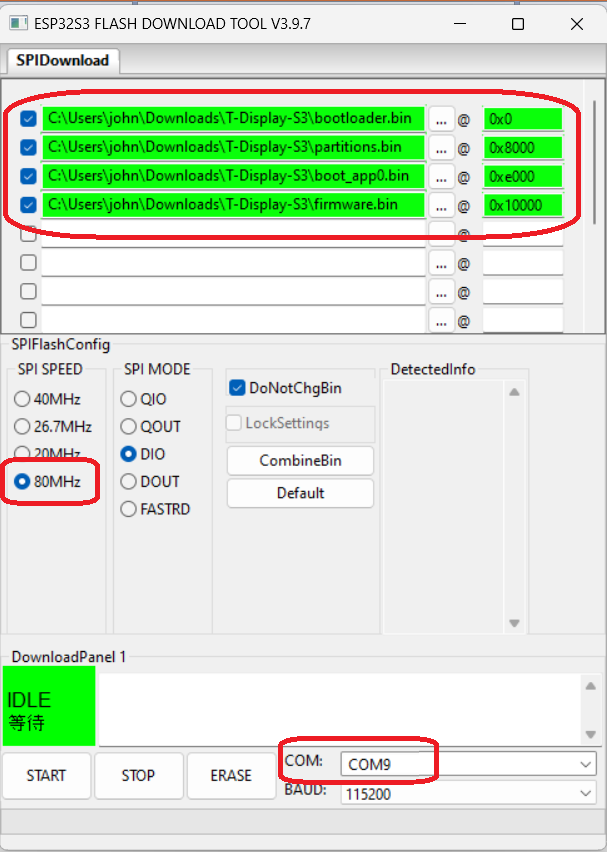 ESP32S3 FLASH DOWNLOAD TOOL V3.9.7
SPIDownload
C:\Users\john\Downloads\T-Display-S3\bootloader.bin ... @ 0x0
C:\Users\john\Downloads\T-Display-S3\partitions.bin ... @ 0x8000
C:\Users\john\Downloads\T-Display-S3\boot_app0.bin ... @ 0xe000
C:\Users\john\Downloads\T-Display-S3\firmware.bin ... @ 0x10000
... @
... @
... @
... @
SPIFlashConfig
SPI SPEED
40MHz
26.7MHz
20MHz
80MHz
SPI MODE
QIO
QOUT
DIO
DOUT
FASTRD
DoNotChgBin
LockSettings
CombineBin
Default
DetectedInfo
DownloadPanel 1
IDLE
等待
START
STOP
ERASE
COM: COM9
BAUD: 115200